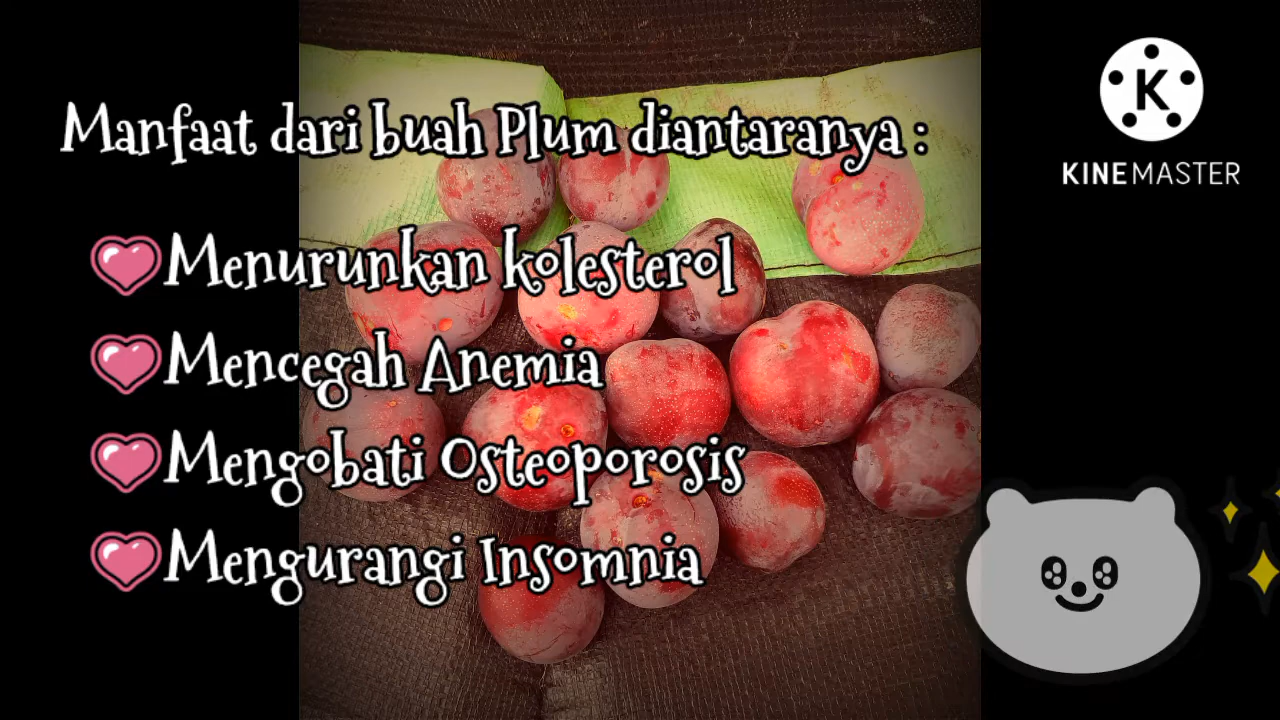 Manfaat dari buah Plum diantaranya :
Menurunkan kolesterol
Mencegah Anemia
Mengobati Osteoporosis
Mengurangi Insomnia
K
KINEMASTER